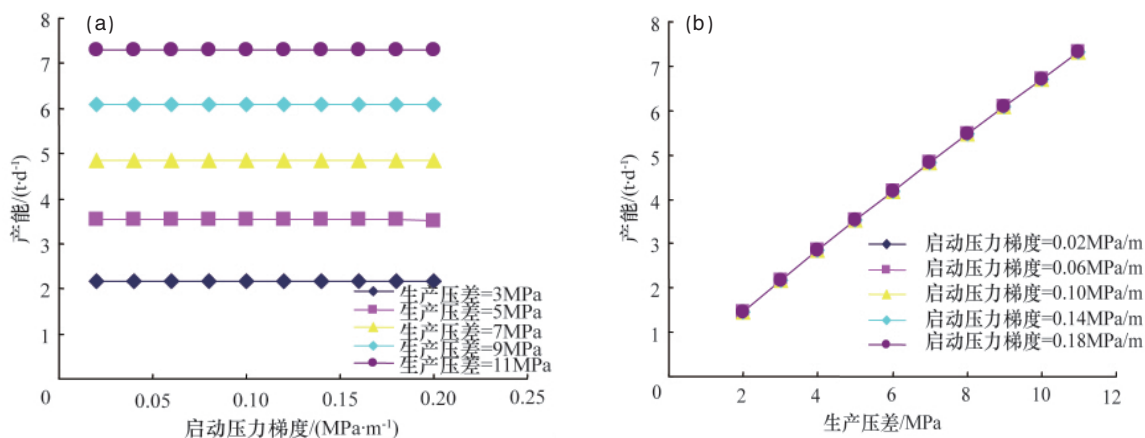 (a)
8
7
6
5
4
3
2
1
0
产能/(t·d⁻¹)
0.05 0.10 0.15 0.20 0.25
启动压力梯度/(MPa·m⁻¹)
生产压差=3MPa
生产压差=5MPa
生产压差=7MPa
生产压差=9MPa
生产压差=11MPa
(b)
8
7
6
5
4
3
2
1
0
产能/(t·d⁻¹)
2 4 6 8 10 12
生产压差/MPa
启动压力梯度=0.02MPa/m
启动压力梯度=0.06MPa/m
启动压力梯度=0.10MPa/m
启动压力梯度=0.14MPa/m
启动压力梯度=0.18MPa/m